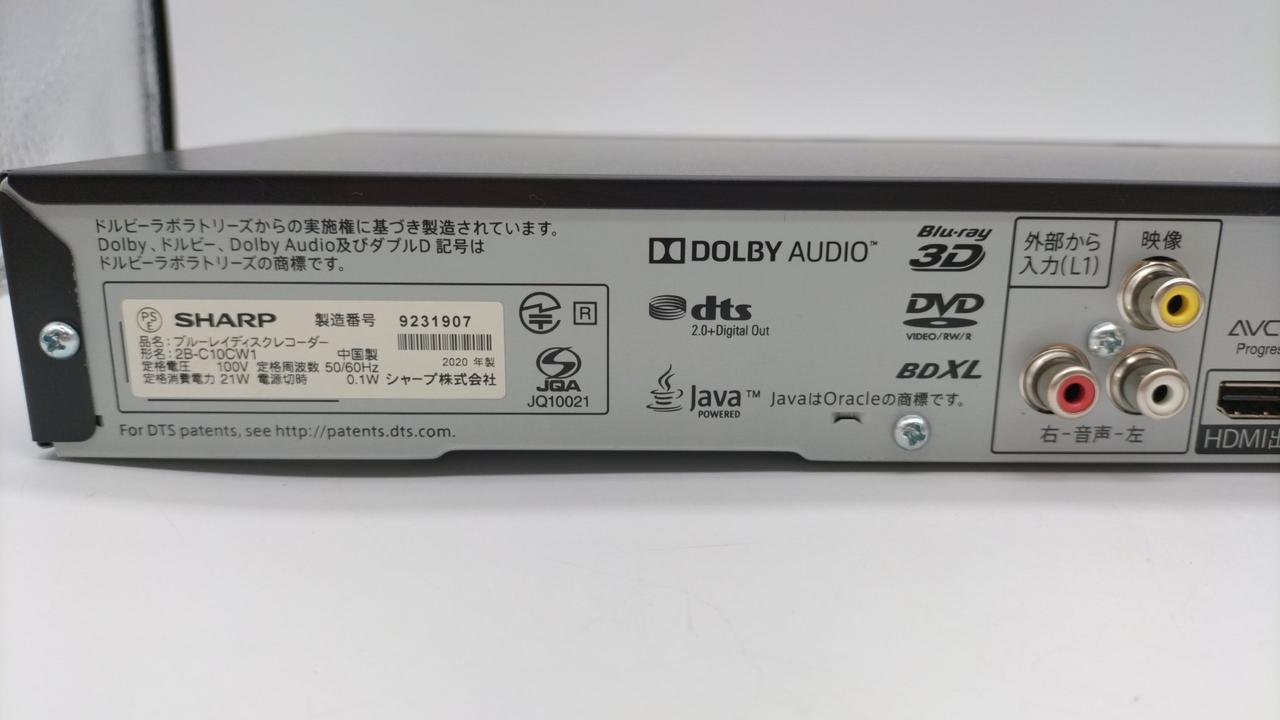 ドルビーラボラトリーズからの実施権に基づき製造されています。
Dolby、ドルビー、Dolby Audio及びダブルD 記号は
ドルビーラボラトリーズの商標です。
PS
E
SHARP 製造番号 9231907
品名：ブルーレイディスクレコーダー
形名：2B-C10CW1 中国製 2020 年製
定格電圧 100V 定格周波数 50/60Hz
定格消費電力 21W 電源切時 0.1W シャープ株式会社
R
JQA
JQ10021
For DTS patents, see http://patents.dts.com.
DOLBY AUDIO™
dts
2.0+Digital Out
Java™
POWERED
JavaはOracleの商標です。
Blu-ray
3D
DVD
VIDEO/RW/R
BDXL
外部から
入力(L1)
映像
右-音声-左
AVC
Progres
HDMI出